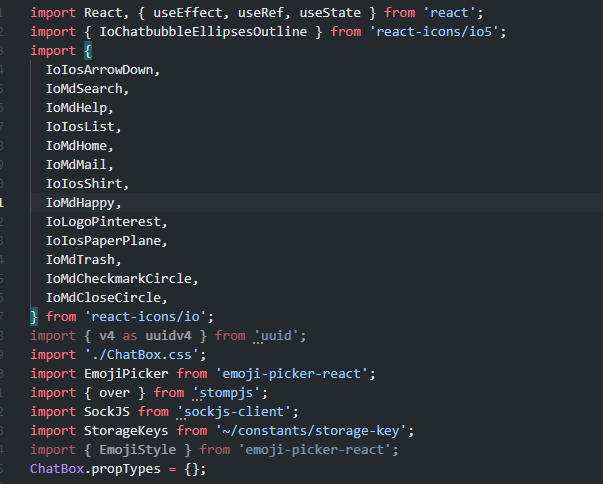 import React, { useEffect, useRef, useState } from 'react';
import { IoChatbubbleEllipsesOutline } from 'react-icons/io5';
import {
IoIosArrowDown,
IoMdSearch,
IoMdHelp,
IoIosList,
IoMdHome,
IoMdMail,
IoIosShirt,
IoMdHappy,
IoLogoPinterest,
IoIosPaperPlane,
IoMdTrash,
IoMdCheckmarkCircle,
IoMdCloseCircle,
} from 'react-icons/io';
import { v4 as uuidv4 } from 'uuid';
import './ChatBox.css';
import EmojiPicker from 'emoji-picker-react';
import { over } from 'stompjs';
import SockJS from 'sockjs-client';
import StorageKeys from '~/constants/storage-key';
import { EmojiStyle } from 'emoji-picker-react';
ChatBox.propTypes = {};